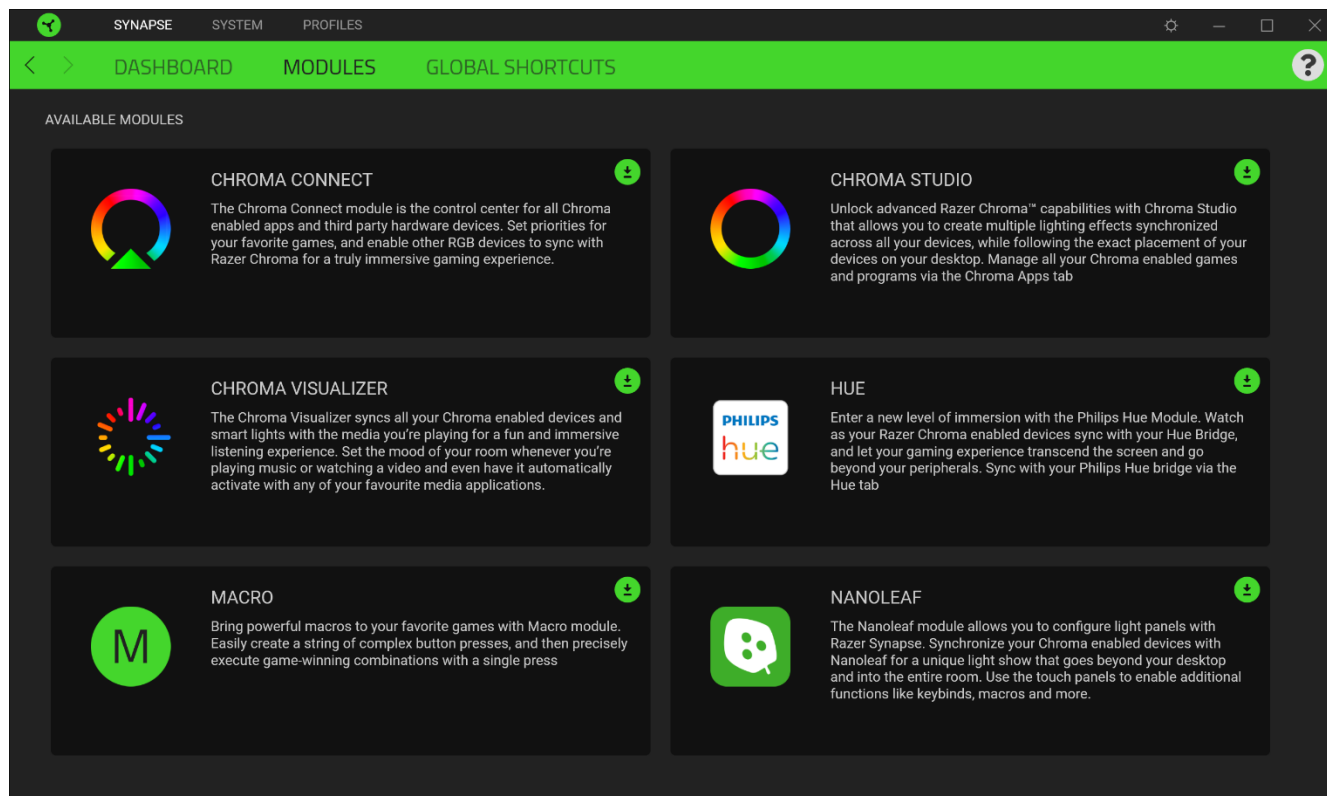 SYNAPSE SYSTEM PROFILES
DASHBOARD MODULES GLOBAL SHORTCUTS ?
AVAILABLE MODULES
CHROMA CONNECT
The Chroma Connect module is the control center for all Chroma
enabled apps and third party hardware devices. Set priorities for
your favorite games, and enable other RGB devices to sync with
Razer Chroma for a truly immersive gaming experience.
CHROMA STUDIO
Unlock advanced Razer Chroma™ capabilities with Chroma Studio
that allows you to create multiple lighting effects synchronized
across all your devices, while following the exact placement of your
devices on your desktop. Manage all your Chroma enabled games
and programs via the Chroma Apps tab
CHROMA VISUALIZER
The Chroma Visualizer syncs all your Chroma enabled devices and
smart lights with the media you're playing for a fun and immersive
listening experience. Set the mood of your room whenever you're
playing music or watching a video and even have it automatically
activate with any of your favourite media applications.
PHILIPS
hue
HUE
Enter a new level of immersion with the Philips Hue Module. Watch
as your Razer Chroma enabled devices sync with your Hue Bridge,
and let your gaming experience transcend the screen and go
beyond your peripherals. Sync with your Philips Hue bridge via the
Hue tab
M
MACRO
Bring powerful macros to your favorite games with Macro module.
Easily create a string of complex button presses, and then precisely
execute game-winning combinations with a single press
NANOLEAF
The Nanoleaf module allows you to configure light panels with
Razer Synapse. Synchronize your Chroma enabled devices with
Nanoleaf for a unique light show that goes beyond your desktop
and into the entire room. Use the touch panels to enable additional
functions like keybinds, macros and more.